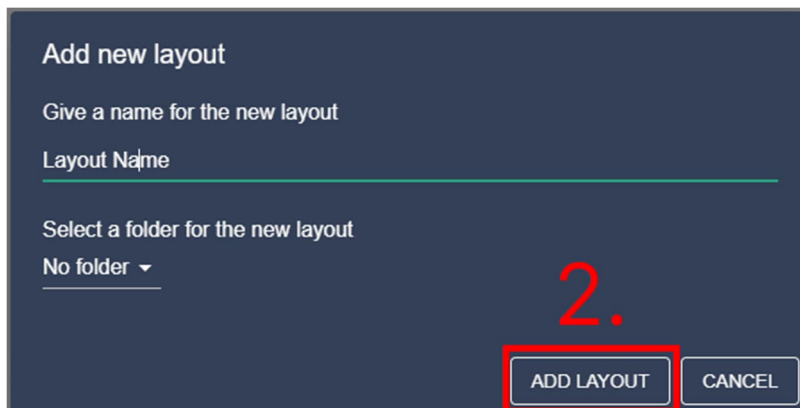 Add new layout
Give a name for the new layout
Layout Name
Select a folder for the new layout
No folder
2.
ADD LAYOUT CANCEL